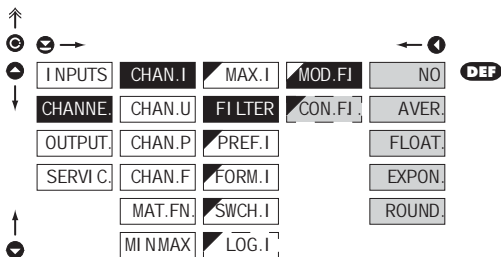 INPUTS CHAN.I MAX.I MOD.FI NO DEF
CHANNE. CHAN.U FILTER CON.FI. AVER.
OUTPUT. CHAN.P PREF.I FLOAT.
SERVIC. CHAN.F FORM.I EXPON.
MAT.FN. SWCH.I ROUND.
MINMAX LOG.I